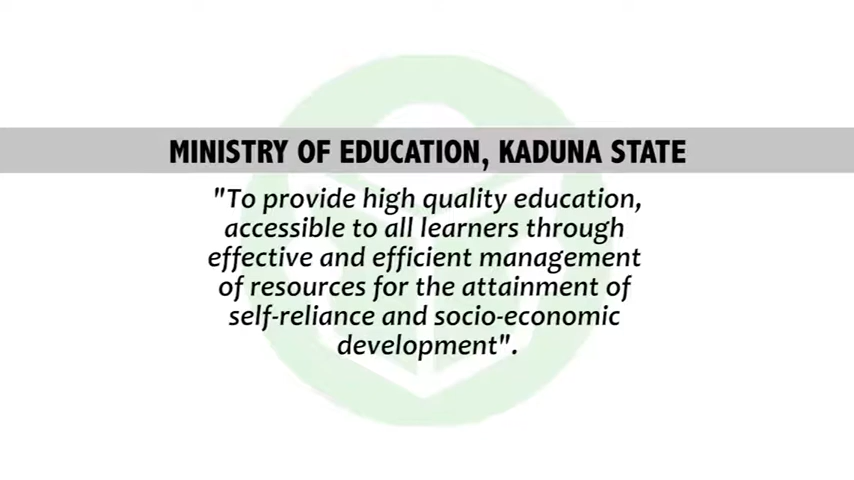 MINISTRY OF EDUCATION, KADUNA STATE
"To provide high quality education,
accessible to all learners through
effective and efficient management
of resources for the attainment of
self-reliance and socio-economic
development".